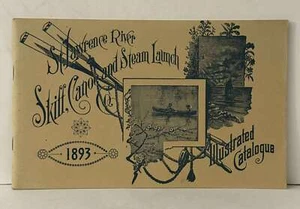 St. Lawrence River
Skiff, Canoe and Steam Launch
Co.
1893
Illustrated
Catalogue